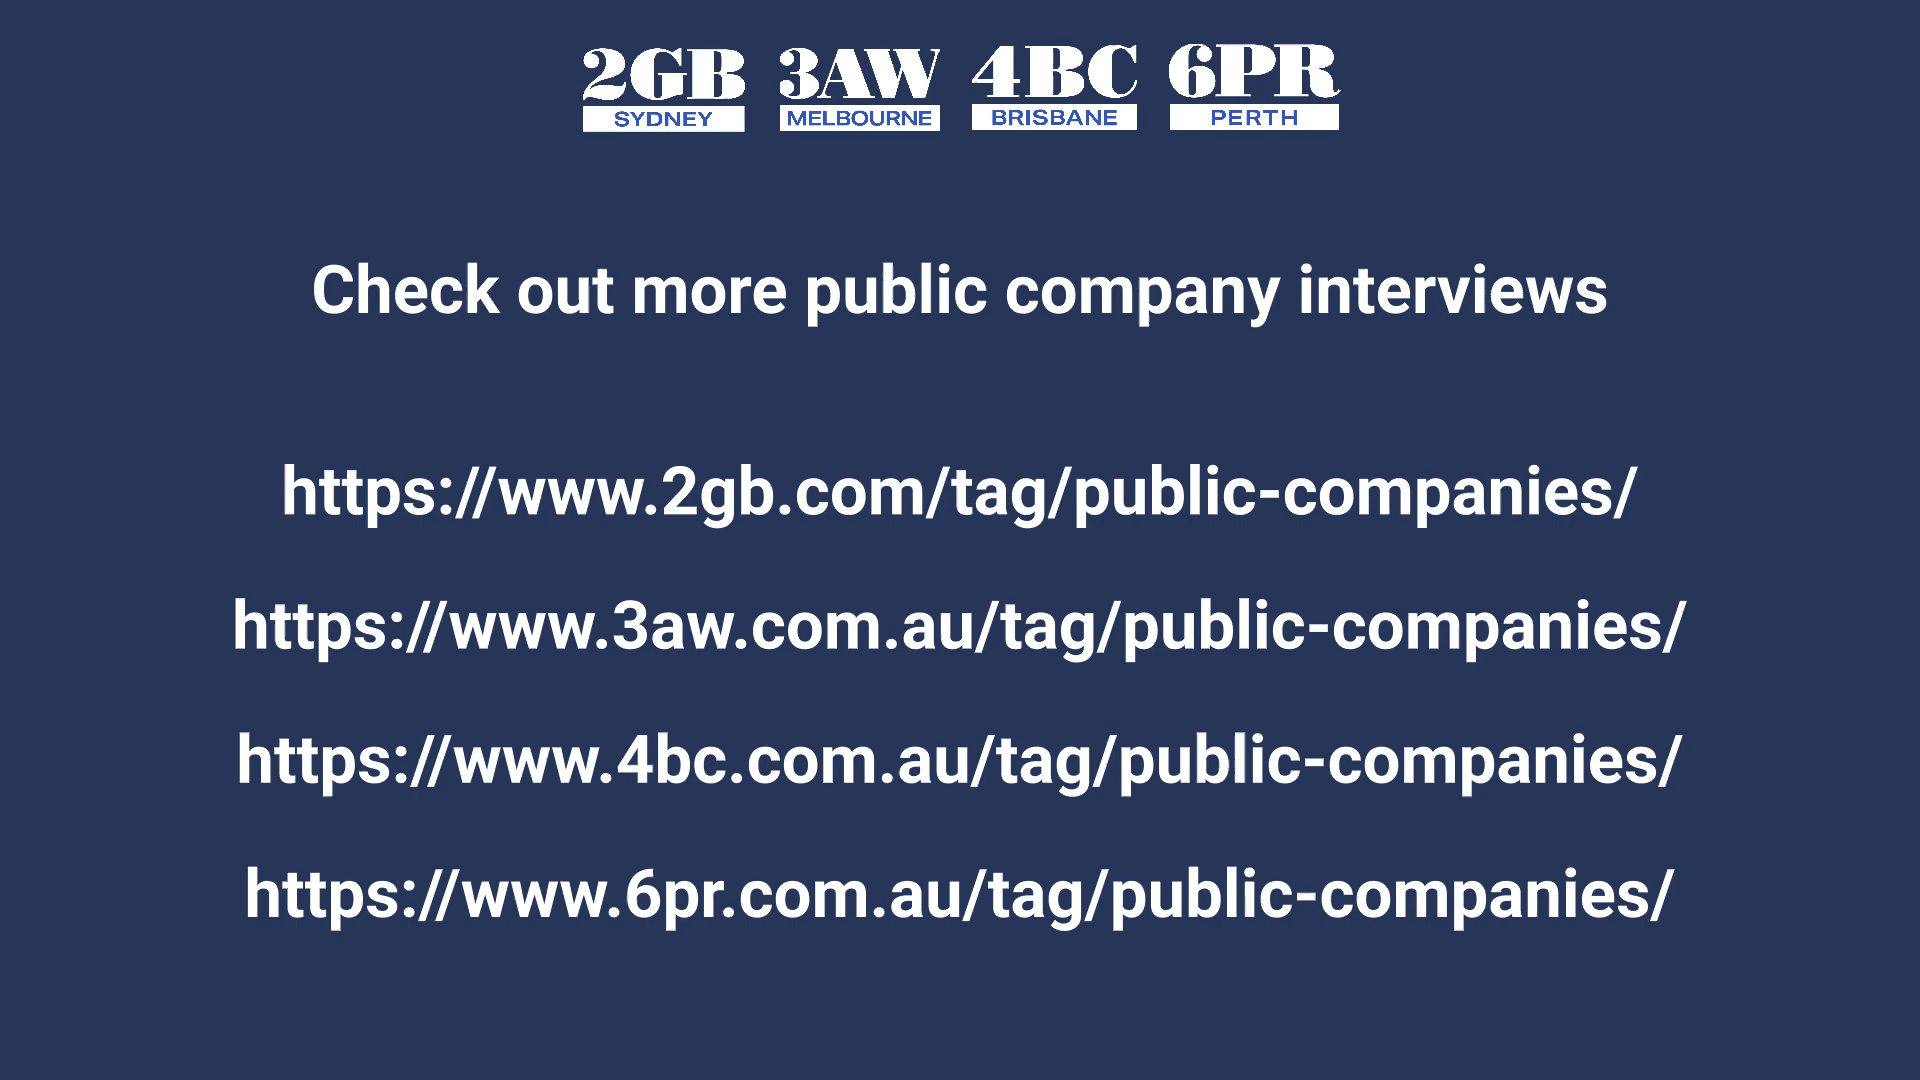 2GB 3AW 4BC 6PR
SYDNEY MELBOURNE BRISBANE PERTH
Check out more public company interviews
https://www.2gb.com/tag/public-companies/
https://www.3aw.com.au/tag/public-companies/
https://www.4bc.com.au/tag/public-companies/
https://www.6pr.com.au/tag/public-companies/